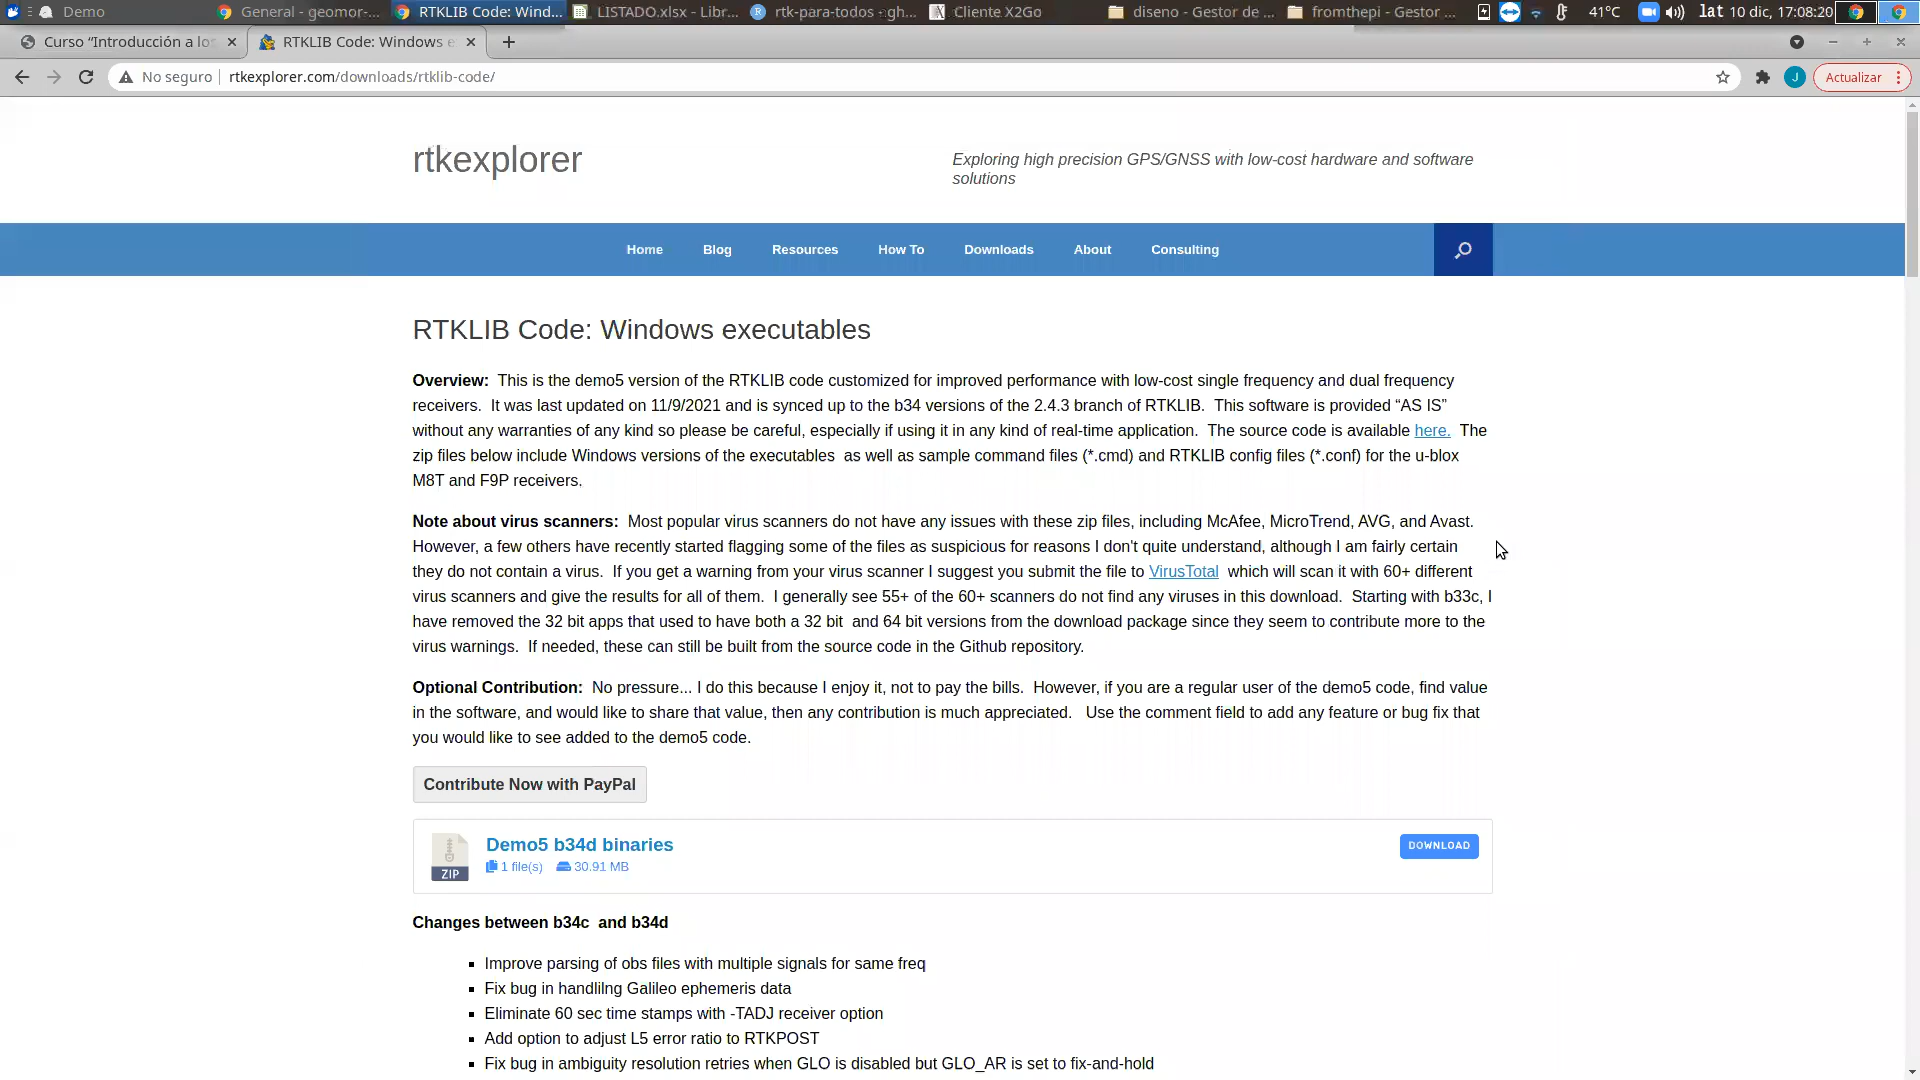 Demo
General - geomor-...
RTKLIB Code: Wind...
LISTADO.xlsx - Libr...
rtk-para-todos - gh...
Cliente X2Go
diseno - Gestor de ...
fromthepi - Gestor ...
41°C
lat 10 dic, 17:08:20
Curso “Introducción a los
RTKLIB Code: Windows e
No seguro
rtkexplorer.com/downloads/rtklib-code/
J
Actualizar
rtkexplorer
Exploring high precision GPS/GNSS with low-cost hardware and software
solutions
Home
Blog
Resources
How To
Downloads
About
Consulting
RTKLIB Code: Windows executables
Overview: This is the demo5 version of the RTKLIB code customized for improved performance with low-cost single frequency and dual frequency
receivers. It was last updated on 11/9/2021 and is synced up to the b34 versions of the 2.4.3 branch of RTKLIB. This software is provided “AS IS”
without any warranties of any kind so please be careful, especially if using it in any kind of real-time application. The source code is available here. The
zip files below include Windows versions of the executables as well as sample command files (*.cmd) and RTKLIB config files (*.conf) for the u-blox
M8T and F9P receivers.
Note about virus scanners: Most popular virus scanners do not have any issues with these zip files, including McAfee, MicroTrend, AVG, and Avast.
However, a few others have recently started flagging some of the files as suspicious for reasons I don't quite understand, although I am fairly certain
they do not contain a virus. If you get a warning from your virus scanner I suggest you submit the file to VirusTotal which will scan it with 60+ different
virus scanners and give the results for all of them. I generally see 55+ of the 60+ scanners do not find any viruses in this download. Starting with b33c, I
have removed the 32 bit apps that used to have both a 32 bit and 64 bit versions from the download package since they seem to contribute more to the
virus warnings. If needed, these can still be built from the source code in the Github repository.
Optional Contribution: No pressure... I do this because I enjoy it, not to pay the bills. However, if you are a regular user of the demo5 code, find value
in the software, and would like to share that value, then any contribution is much appreciated. Use the comment field to add any feature or bug fix that
you would like to see added to the demo5 code.
Contribute Now with PayPal
ZIP
Demo5 b34d binaries
1 file(s) 30.91 MB
DOWNLOAD
Changes between b34c and b34d
Improve parsing of obs files with multiple signals for same freq
Fix bug in handlilng Galileo ephemeris data
Eliminate 60 sec time stamps with -TADJ receiver option
Add option to adjust L5 error ratio to RTKPOST
Fix bug in ambiguity resolution retries when GLO is disabled but GLO_AR is set to fix-and-hold